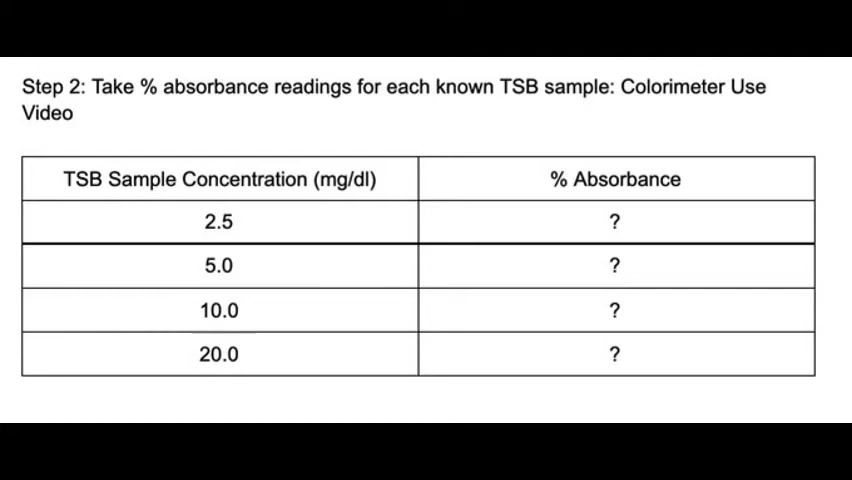 Step 2: Take % absorbance readings for each known TSB sample: Colorimeter Use
Video
TSB Sample Concentration (mg/dl) % Absorbance
2.5 ?
5.0 ?
10.0 ?
20.0 ?